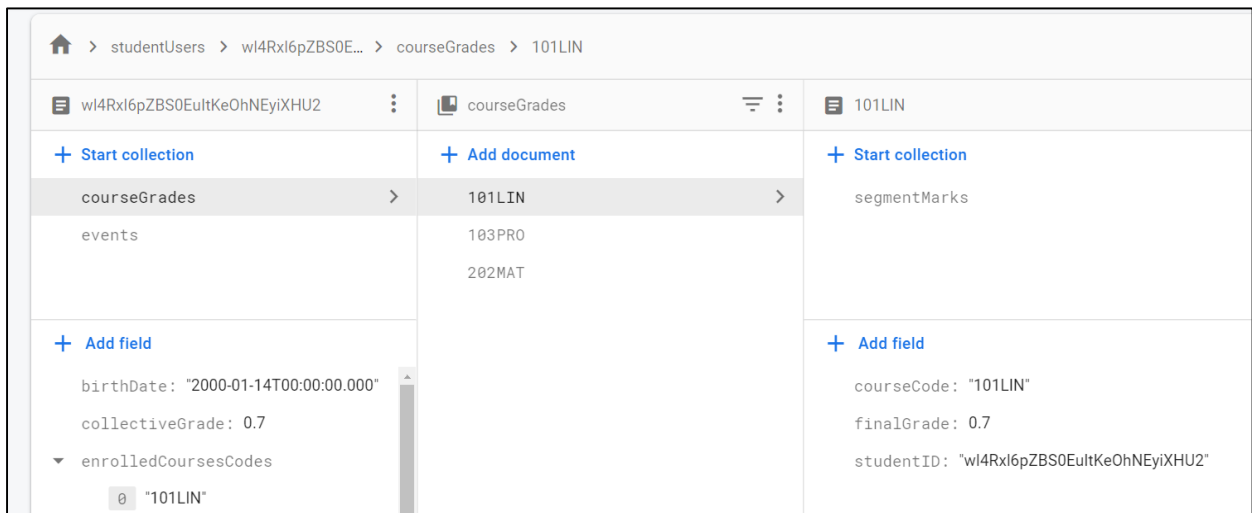 studentUsers > wl4Rxl6pZBS0E... > courseGrades > 101LIN
wl4Rxl6pZBS0EultKeOhNEyiXHU2
+ Start collection
courseGrades
events
+ Add field
birthDate: "2000-01-14T00:00:00.000"
collectiveGrade: 0.7
enrolledCoursesCodes
0 "101LIN"
courseGrades
+ Add document
101LIN
103PRO
202MAT
101LIN
+ Start collection
segmentMarks
+ Add field
courseCode: "101LIN"
finalGrade: 0.7
studentID: "wl4Rxl6pZBS0EultKeOhNEyiXHU2"